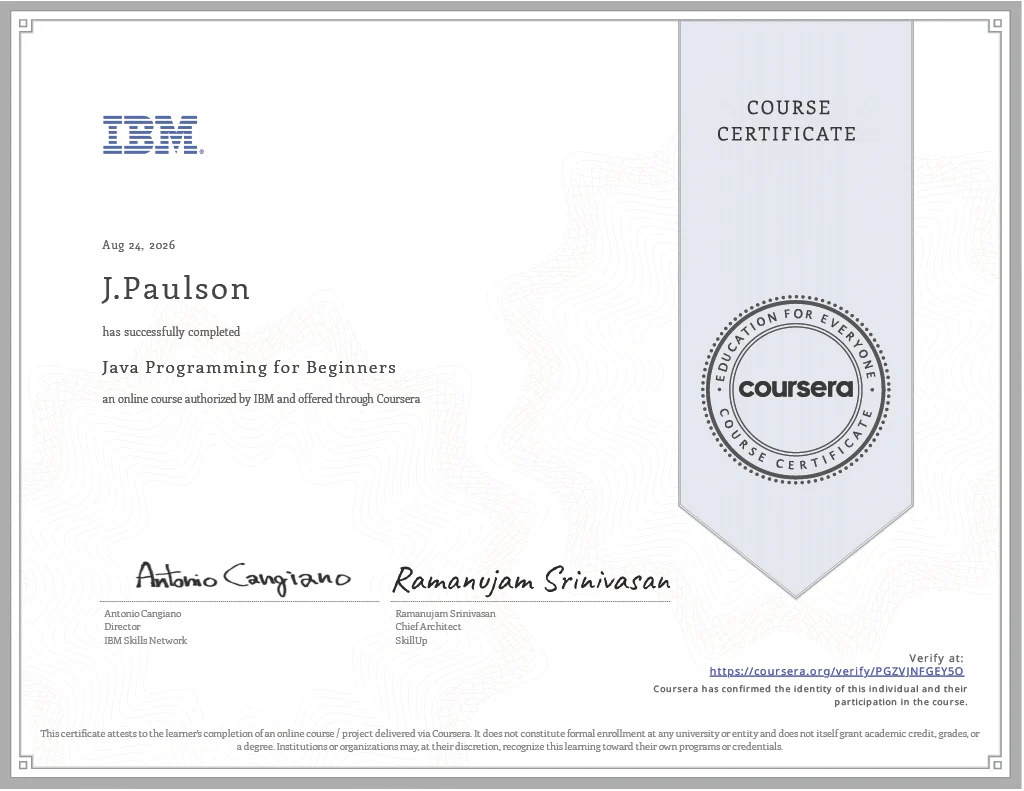 COURSE
CERTIFICATE
IBM
Aug 24, 2026
J.Paulson
has successfully completed
Java Programming for Beginners
an online course authorized by IBM and offered through Coursera
EDUCATION FOR EVERYONE
coursera
COURSE CERTIFICATE
Antonio Cangiano
Ramanujam Srinivasan
Antonio Cangiano
Director
IBM Skills Network
Ramanujam Srinivasan
Chief Architect
SkillUp
Verify at:
https://coursera.org/verify/PGZVJNFGEY5O
Coursera has confirmed the identity of this individual and their
participation in the course.
This certificate attests to the learner's completion of an online course / project delivered via Coursera. It does not constitute formal enrollment at any university or entity and does not itself grant academic credit, grades, or
a degree. Institutions or organizations may, at their discretion, recognize this learning toward their own programs or credentials.